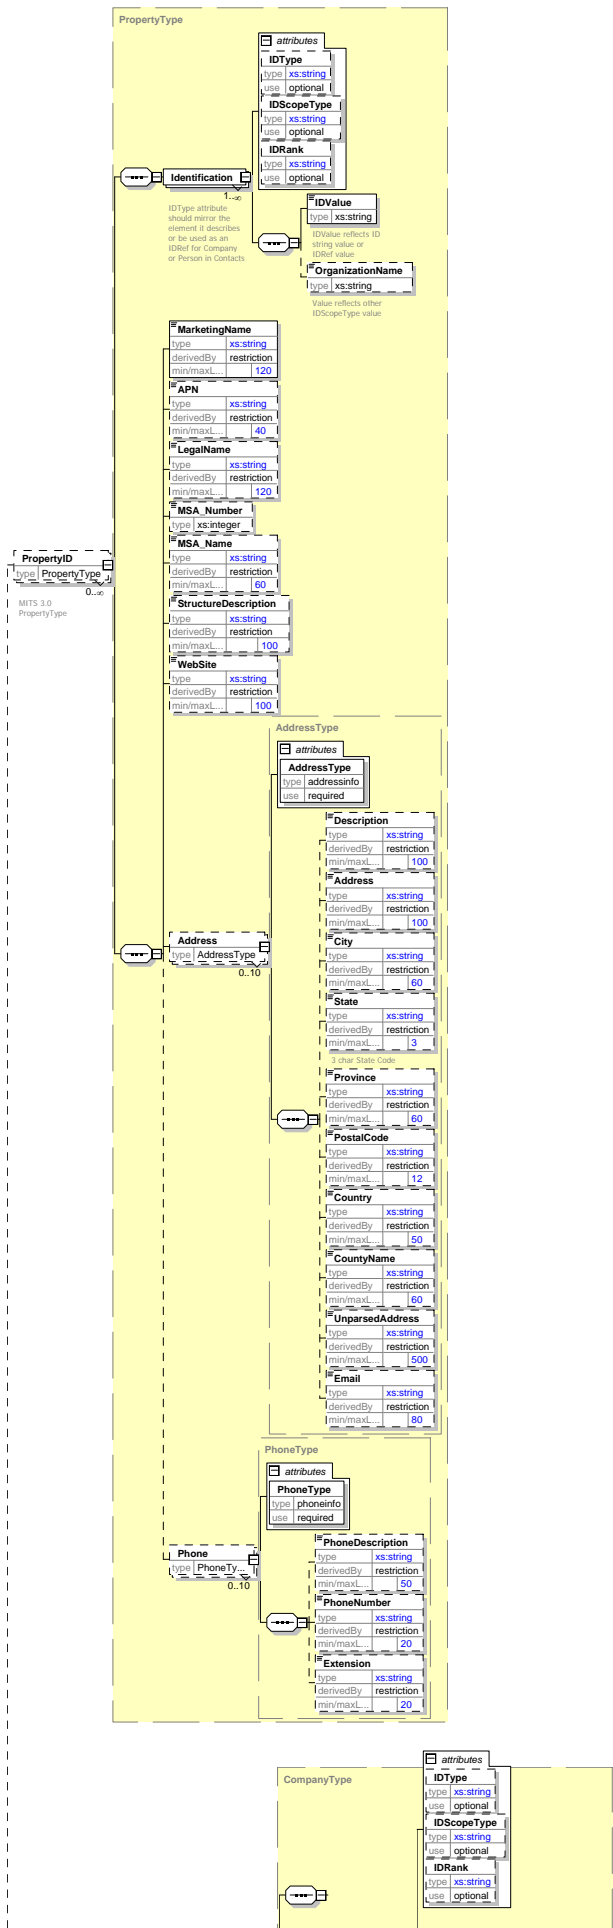 PropertyType
attributes
IDType
type xs:string
use optional
IDScopeType
type xs:string
use optional
IDRank
type xs:string
use optional
Identification
1..∞
IDType attribute
should mirror the
element it describes
or be used as an
IDRef for Company
or Person in Contacts
IDValue
type xs:string
IDValue reflects ID
string value or
IDRef value
OrganizationName
type xs:string
Value reflects other
IDScopeType value
MarketingName
type xs:string
derivedBy restriction
min/maxL... 120
APN
type xs:string
derivedBy restriction
min/maxL... 40
LegalName
type xs:string
derivedBy restriction
min/maxL... 120
MSA_Number
type xs:integer
MSA_Name
type xs:string
derivedBy restriction
min/maxL... 60
PropertyID
type PropertyType
0..∞
MITS 3.0
PropertyType
StructureDescription
type xs:string
derivedBy restriction
min/maxL... 100
WebSite
type xs:string
derivedBy restriction
min/maxL... 100
AddressType
attributes
AddressType
type addressinfo
use required
Description
type xs:string
derivedBy restriction
min/maxL... 100
Address
type xs:string
derivedBy restriction
min/maxL... 100
Address
type AddressType
0..10
City
type xs:string
derivedBy restriction
min/maxL... 60
State
type xs:string
derivedBy restriction
min/maxL... 3
3 char State Code
Province
type xs:string
derivedBy restriction
min/maxL... 60
PostalCode
type xs:string
derivedBy restriction
min/maxL... 12
Country
type xs:string
derivedBy restriction
min/maxL... 50
CountyName
type xs:string
derivedBy restriction
min/maxL... 60
UnparsedAddress
type xs:string
derivedBy restriction
min/maxL... 500
Email
type xs:string
derivedBy restriction
min/maxL... 80
PhoneType
attributes
PhoneType
type phoneinfo
use required
Phone
type PhoneTy...
0..10
PhoneDescription
type xs:string
derivedBy restriction
min/maxL... 50
PhoneNumber
type xs:string
derivedBy restriction
min/maxL... 20
Extension
type xs:string
derivedBy restriction
min/maxL... 20
CompanyType
attributes
IDType
type xs:string
use optional
IDScopeType
type xs:string
use optional
IDRank
type xs:string
use optional